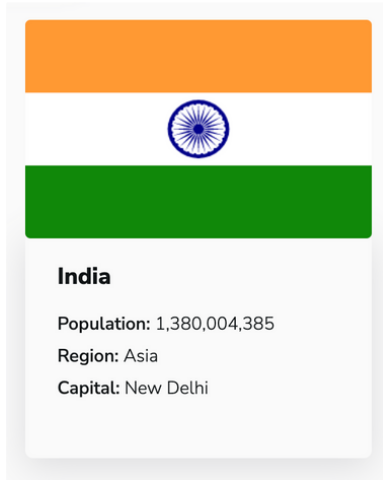 India
Population: 1,380,004,385
Region: Asia
Capital: New Delhi